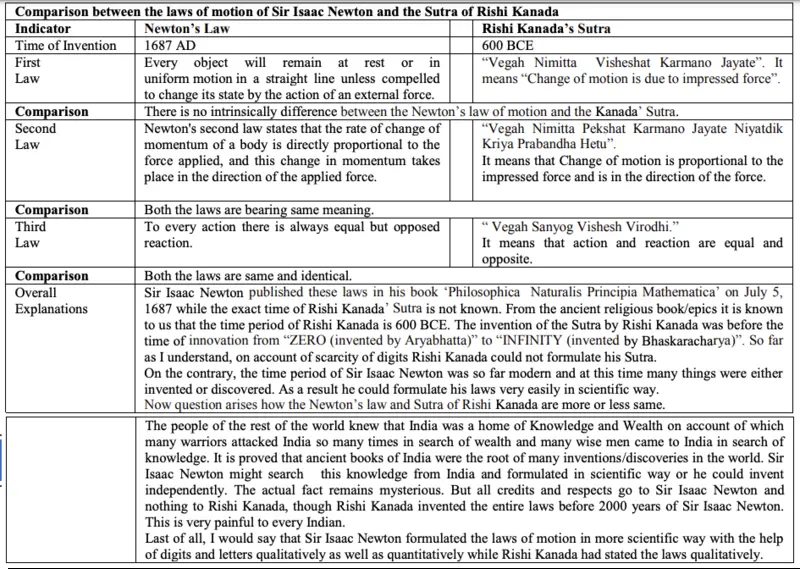 Comparison between the laws of motion of Sir Isaac Newton and the Sutra of Rishi Kanada
Indicator Newton's Law Rishi Kanada's Sutra
Time of Invention 1687 AD 600 BCE
First Law
Every object will remain at rest or in
uniform motion in a straight line unless compelled
to change its state by the action of an external force.
“Vegah Nimitta Visheshat Karmano Jayate”. It
means “Change of motion is due to impressed force”.
Comparison There is no intrinsically difference between the Newton's law of motion and the Kanada' Sutra.
Second Law
Newton's second law states that the rate of change of
momentum of a body is directly proportional to the
force applied, and this change in momentum takes
place in the direction of the applied force.
“Vegah Nimitta Pekshat Karmano Jayate Niyatdik
Kriya Prabandha Hetu”.
It means that Change of motion is proportional to the
impressed force and is in the direction of the force.
Comparison Both the laws are bearing same meaning.
Third Law
To every action there is always equal but opposed
reaction.
“ Vegah Sanyog Vishesh Virodhi.”
It means that action and reaction are equal and
opposite.
Comparison Both the laws are same and identical.
Overall Explanations
Sir Isaac Newton published these laws in his book ‘Philosophica Naturalis Principia Mathematica’ on July 5,
1687 while the exact time of Rishi Kanada' Sutra is not known. From the ancient religious book/epics it is known
to us that the time period of Rishi Kanada is 600 BCE. The invention of the Sutra by Rishi Kanada was before the
time of innovation from “ZERO (invented by Aryabhatta)” to “INFINITY (invented by Bhaskaracharya)”. So far
as I understand, on account of scarcity of digits Rishi Kanada could not formulate his Sutra.
On the contrary, the time period of Sir Isaac Newton was so far modern and at this time many things were either
invented or discovered. As a result he could formulate his laws very easily in scientific way.
Now question arises how the Newton's law and Sutra of Rishi Kanada are more or less same.
The people of the rest of the world knew that India was a home of Knowledge and Wealth on account of which
many warriors attacked India so many times in search of wealth and many wise men came to India in search of
knowledge. It is proved that ancient books of India were the root of many inventions/discoveries in the world. Sir
Isaac Newton might search this knowledge from India and formulated in scientific way or he could invent
independently. The actual fact remains mysterious. But all credits and respects go to Sir Isaac Newton and
nothing to Rishi Kanada, though Rishi Kanada invented the entire laws before 2000 years of Sir Isaac Newton.
This is very painful to every Indian.
Last of all, I would say that Sir Isaac Newton formulated the laws of motion in more scientific way with the help
of digits and letters qualitatively as well as quantitatively while Rishi Kanada had stated the laws qualitatively.